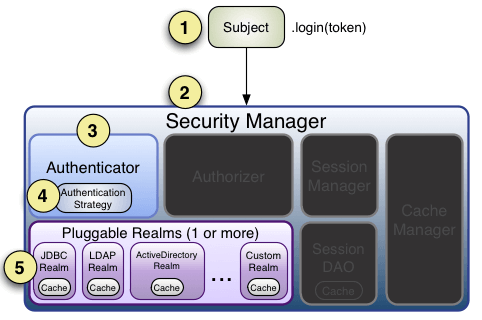 1
Subject
.login(token)
2
Security Manager
3
Authenticator
4
Authentication
Strategy
Authorizer
Session
Manager
Cache
Manager
Session
DAO
Cache
Pluggable Realms (1 or more)
5
JDBC
Realm
Cache
LDAP
Realm
Cache
ActiveDirectory
Realm
Cache
...
Custom
Realm
Cache